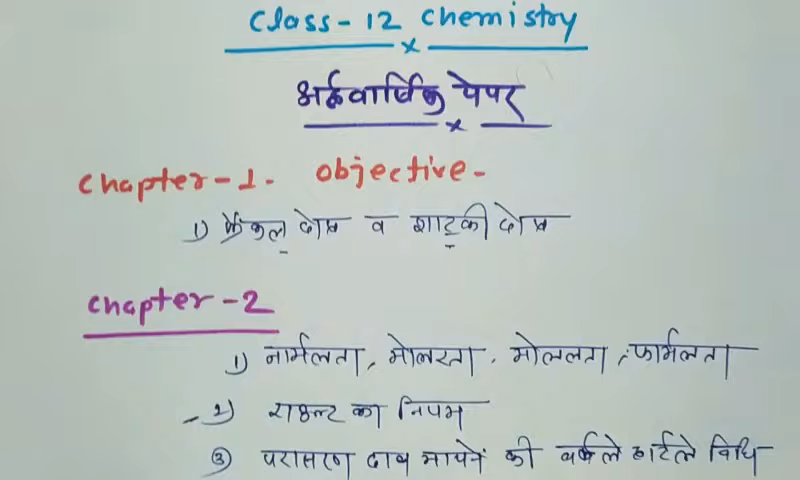 Class - 12 Chemistry
अर्द्धवार्षिक पेपर
Chapter - 1. Objective -
1) फ्रेंकल दोष व शाट्की दोष
Chapter - 2
1) नार्मलता, मोलरता, मोललता, फार्मलता
2) राऊल्ट का नियम
3) परासरण दाब मापने की बर्कले हार्टले विधि